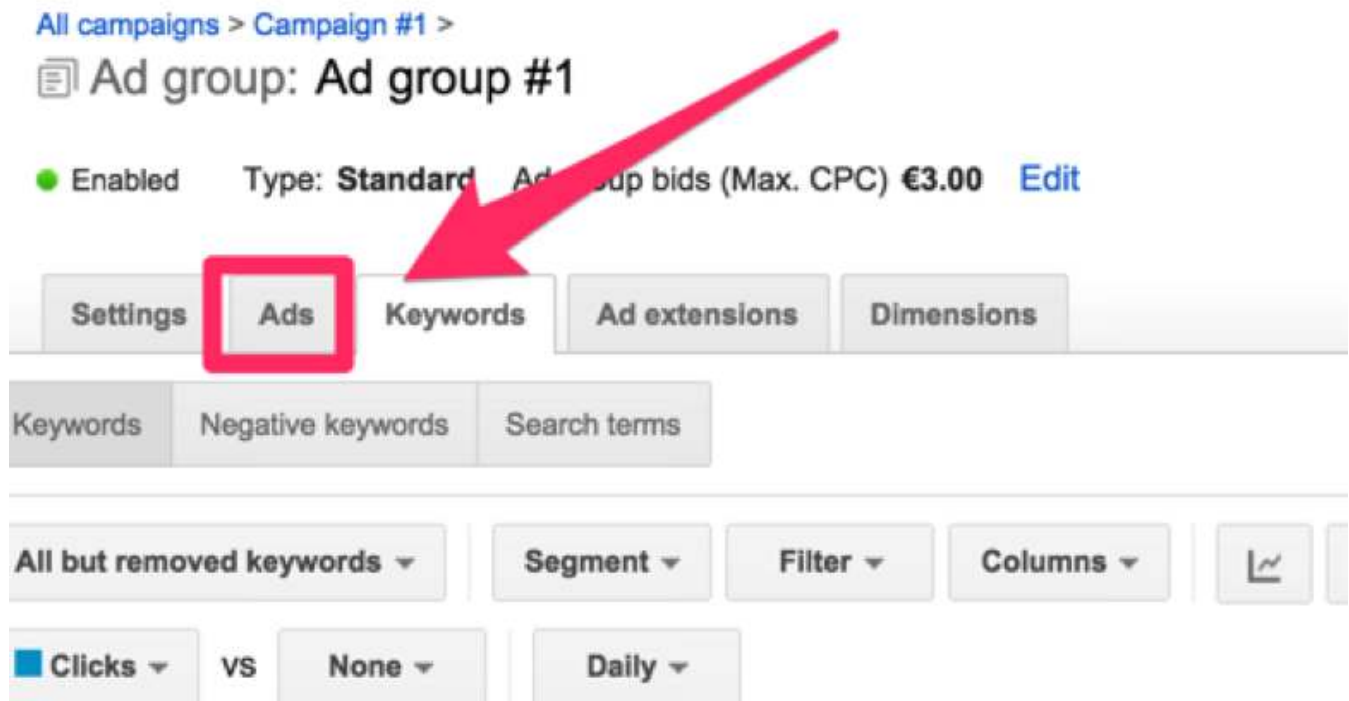 All campaigns > Campaign #1 >
Ad group: Ad group #1
Enabled Type: Standard Ad group bids (Max. CPC) €3.00 Edit
Settings Ads Keywords Ad extensions Dimensions
Keywords Negative keywords Search terms
All but removed keywords Segment Filter Columns
Clicks vs None Daily